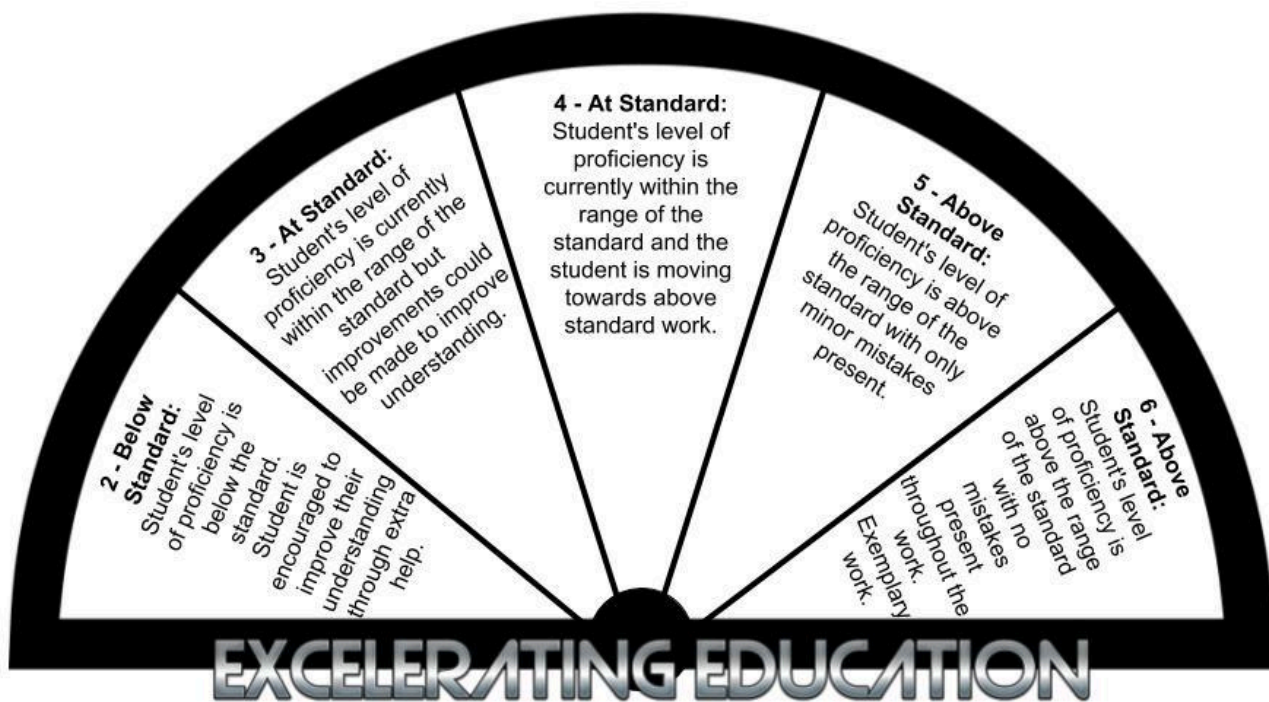 2 - Below
Standard:
Student's level
of proficiency is
below the
standard.
Student is
encouraged to
improve their
understanding
through extra
help.
3 - At Standard:
Student's level of
proficiency is currently
within the range of the
standard but
improvements could
be made to improve
understanding.
4 - At Standard:
Student's level of
proficiency is
currently within the
range of the
standard and the
student is moving
towards above
standard work.
5 - Above
Standard:
Student's level of
proficiency is above
the range of the
standard with only
minor mistakes
present.
6 - Above
Standard:
Student's level
of proficiency is
above the range
of the standard
with no
mistakes
present
throughout the
work.
Exemplary
work.
EXCELERATING EDUCATION